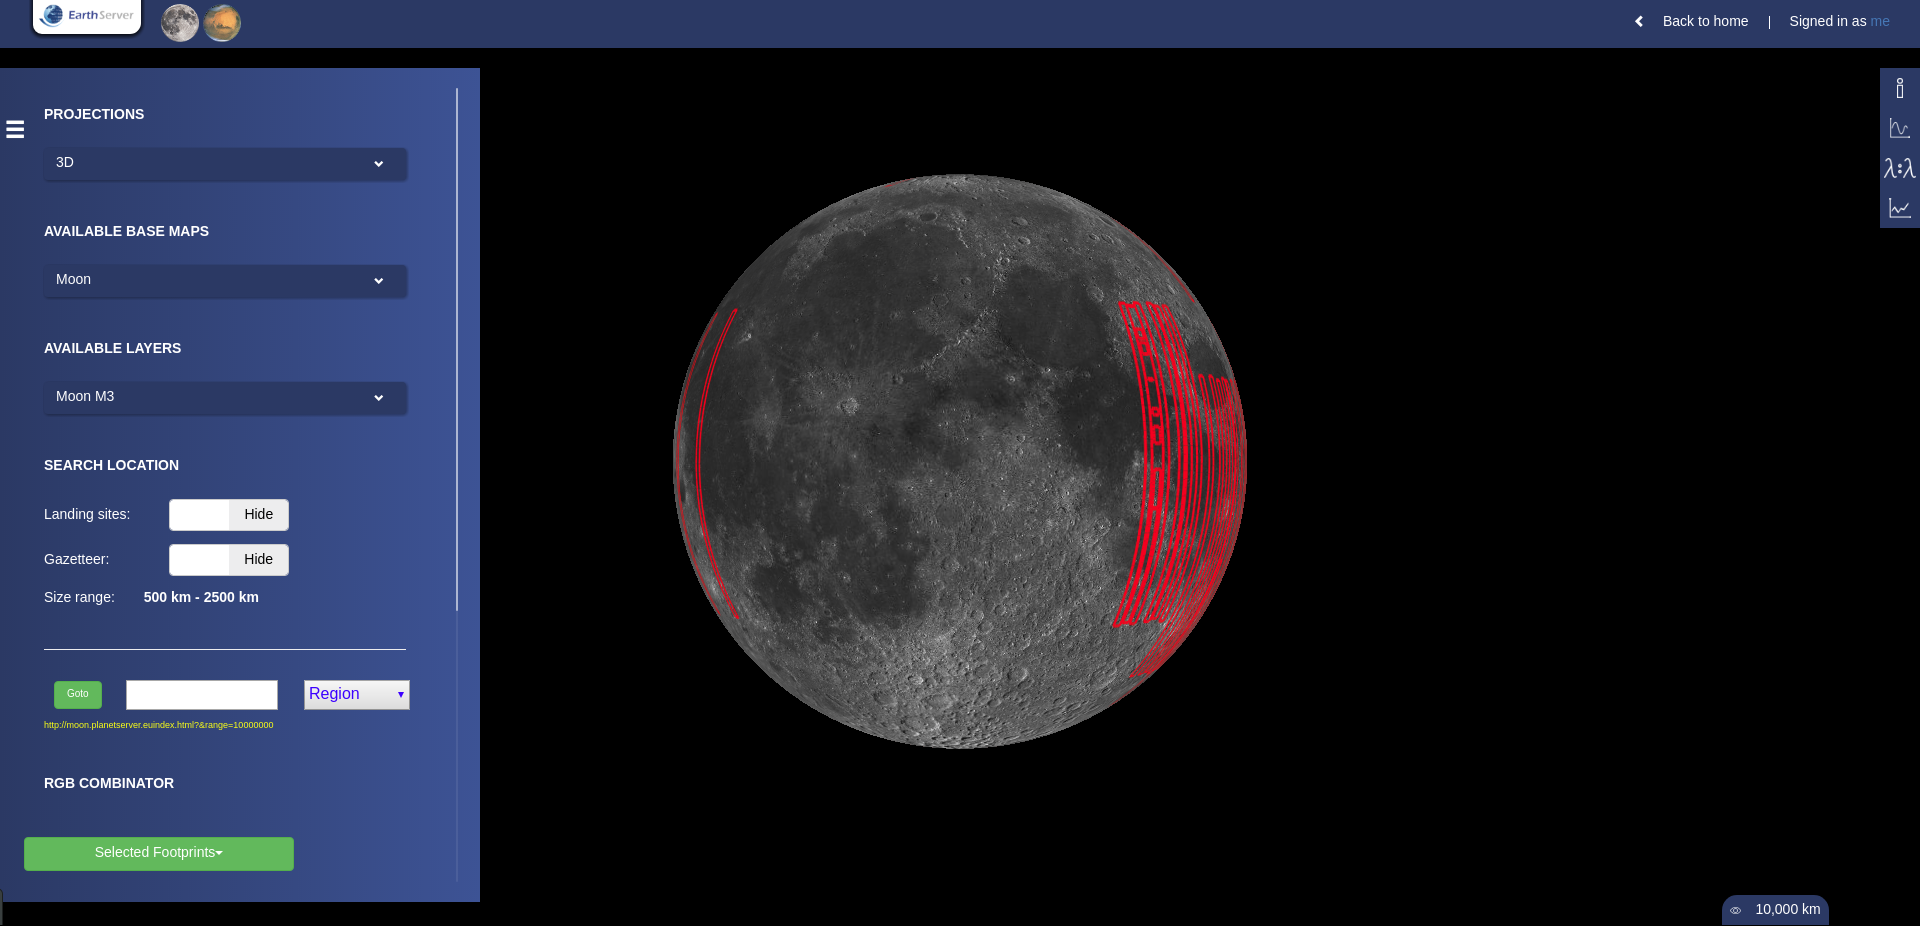 EarthServer
Back to home | Signed in as me
PROJECTIONS
3D
AVAILABLE BASE MAPS
Moon
AVAILABLE LAYERS
Moon M3
SEARCH LOCATION
Landing sites: Hide
Gazetteer: Hide
Size range: 500 km - 2500 km
Goto Region
http://moon.planetserver.euindex.html?&range=10000000
RGB COMBINATOR
Selected Footprints
λ:λ
10,000 km